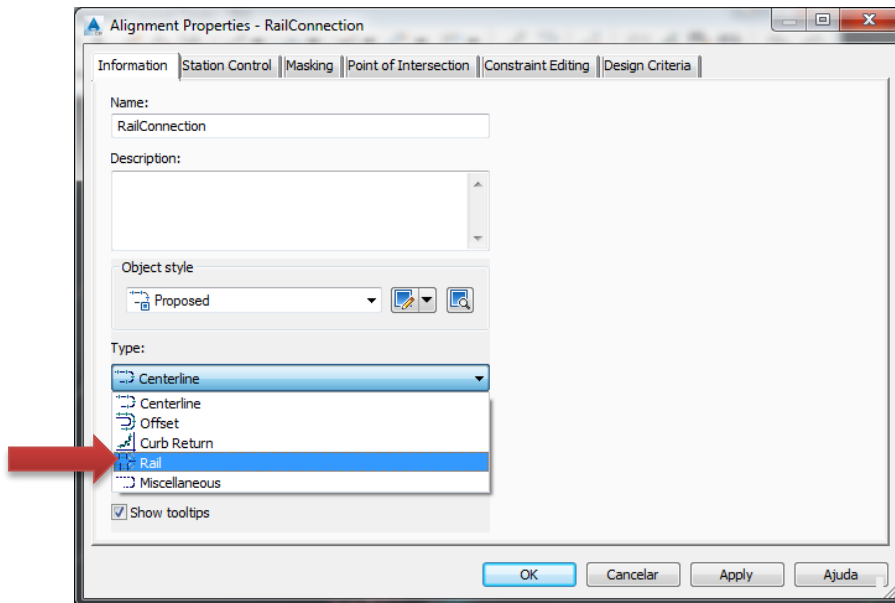 Alignment Properties - RailConnection
Information Station Control Masking Point of Intersection Constraint Editing Design Criteria
Name:
RailConnection
Description:
Object style
Proposed
Type:
Centerline
Centerline
Offset
Curb Return
Rail
Miscellaneous
Show tooltips
OK Cancelar Apply Ajuda